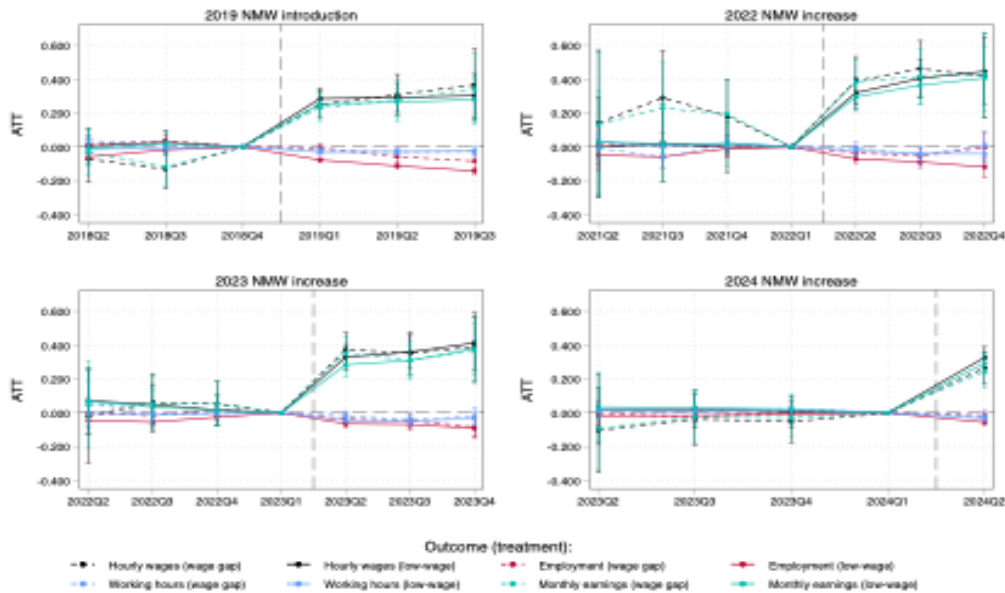 2019 NMW introduction
2022 NMW increase
0.600
0.400
0.200
0.000
-0.200
-0.400
ATT
2018Q2 2018Q3 2018Q4 2019Q1 2019Q2 2019Q3
0.600
0.400
0.200
0.000
-0.200
-0.400
ATT
2021Q2 2021Q3 2021Q4 2022Q1 2022Q2 2022Q3 2022Q4
2023 NMW increase
2024 NMW increase
0.600
0.400
0.200
0.000
-0.200
-0.400
ATT
2022Q2 2022Q3 2022Q4 2023Q1 2023Q2 2023Q3 2023Q4
0.600
0.400
0.200
0.000
-0.200
-0.400
ATT
2023Q2 2023Q3 2023Q4 2024Q1 2024Q2
Outcome (treatment):
Hourly wages (wage gap) Hourly wages (low-wage) Employment (wage gap) Employment (low-wage)
Working hours (wage gap) Working hours (low-wage) Monthly earnings (wage gap) Monthly earnings (low-wage)